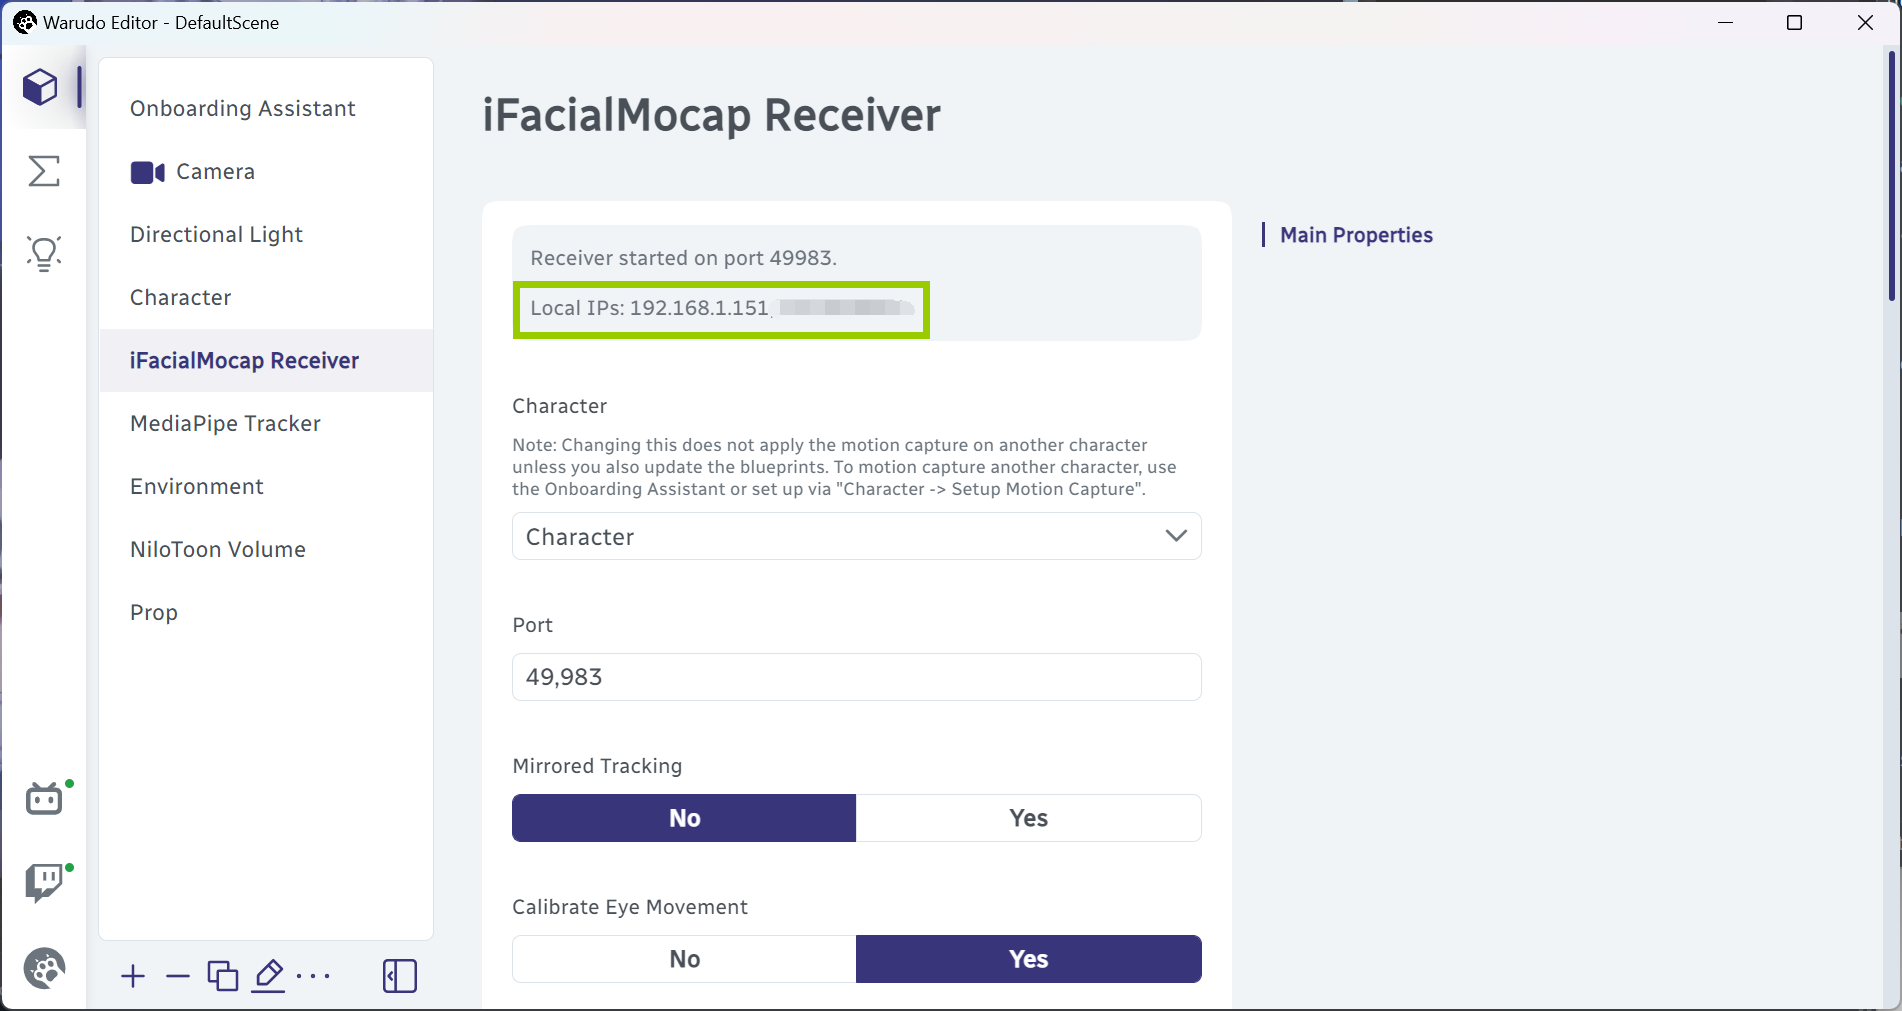 Warudo Editor - DefaultScene
Onboarding Assistant
Camera
Directional Light
Character
iFacialMocap Receiver
MediaPipe Tracker
Environment
NiloToon Volume
Prop
iFacialMocap Receiver
Receiver started on port 49983.
Local IPs: 192.168.1.151,
Character
Note: Changing this does not apply the motion capture on another character
unless you also update the blueprints. To motion capture another character, use
the Onboarding Assistant or set up via "Character -> Setup Motion Capture".
Character
Port
49,983
Mirrored Tracking
No Yes
Calibrate Eye Movement
No Yes
Main Properties